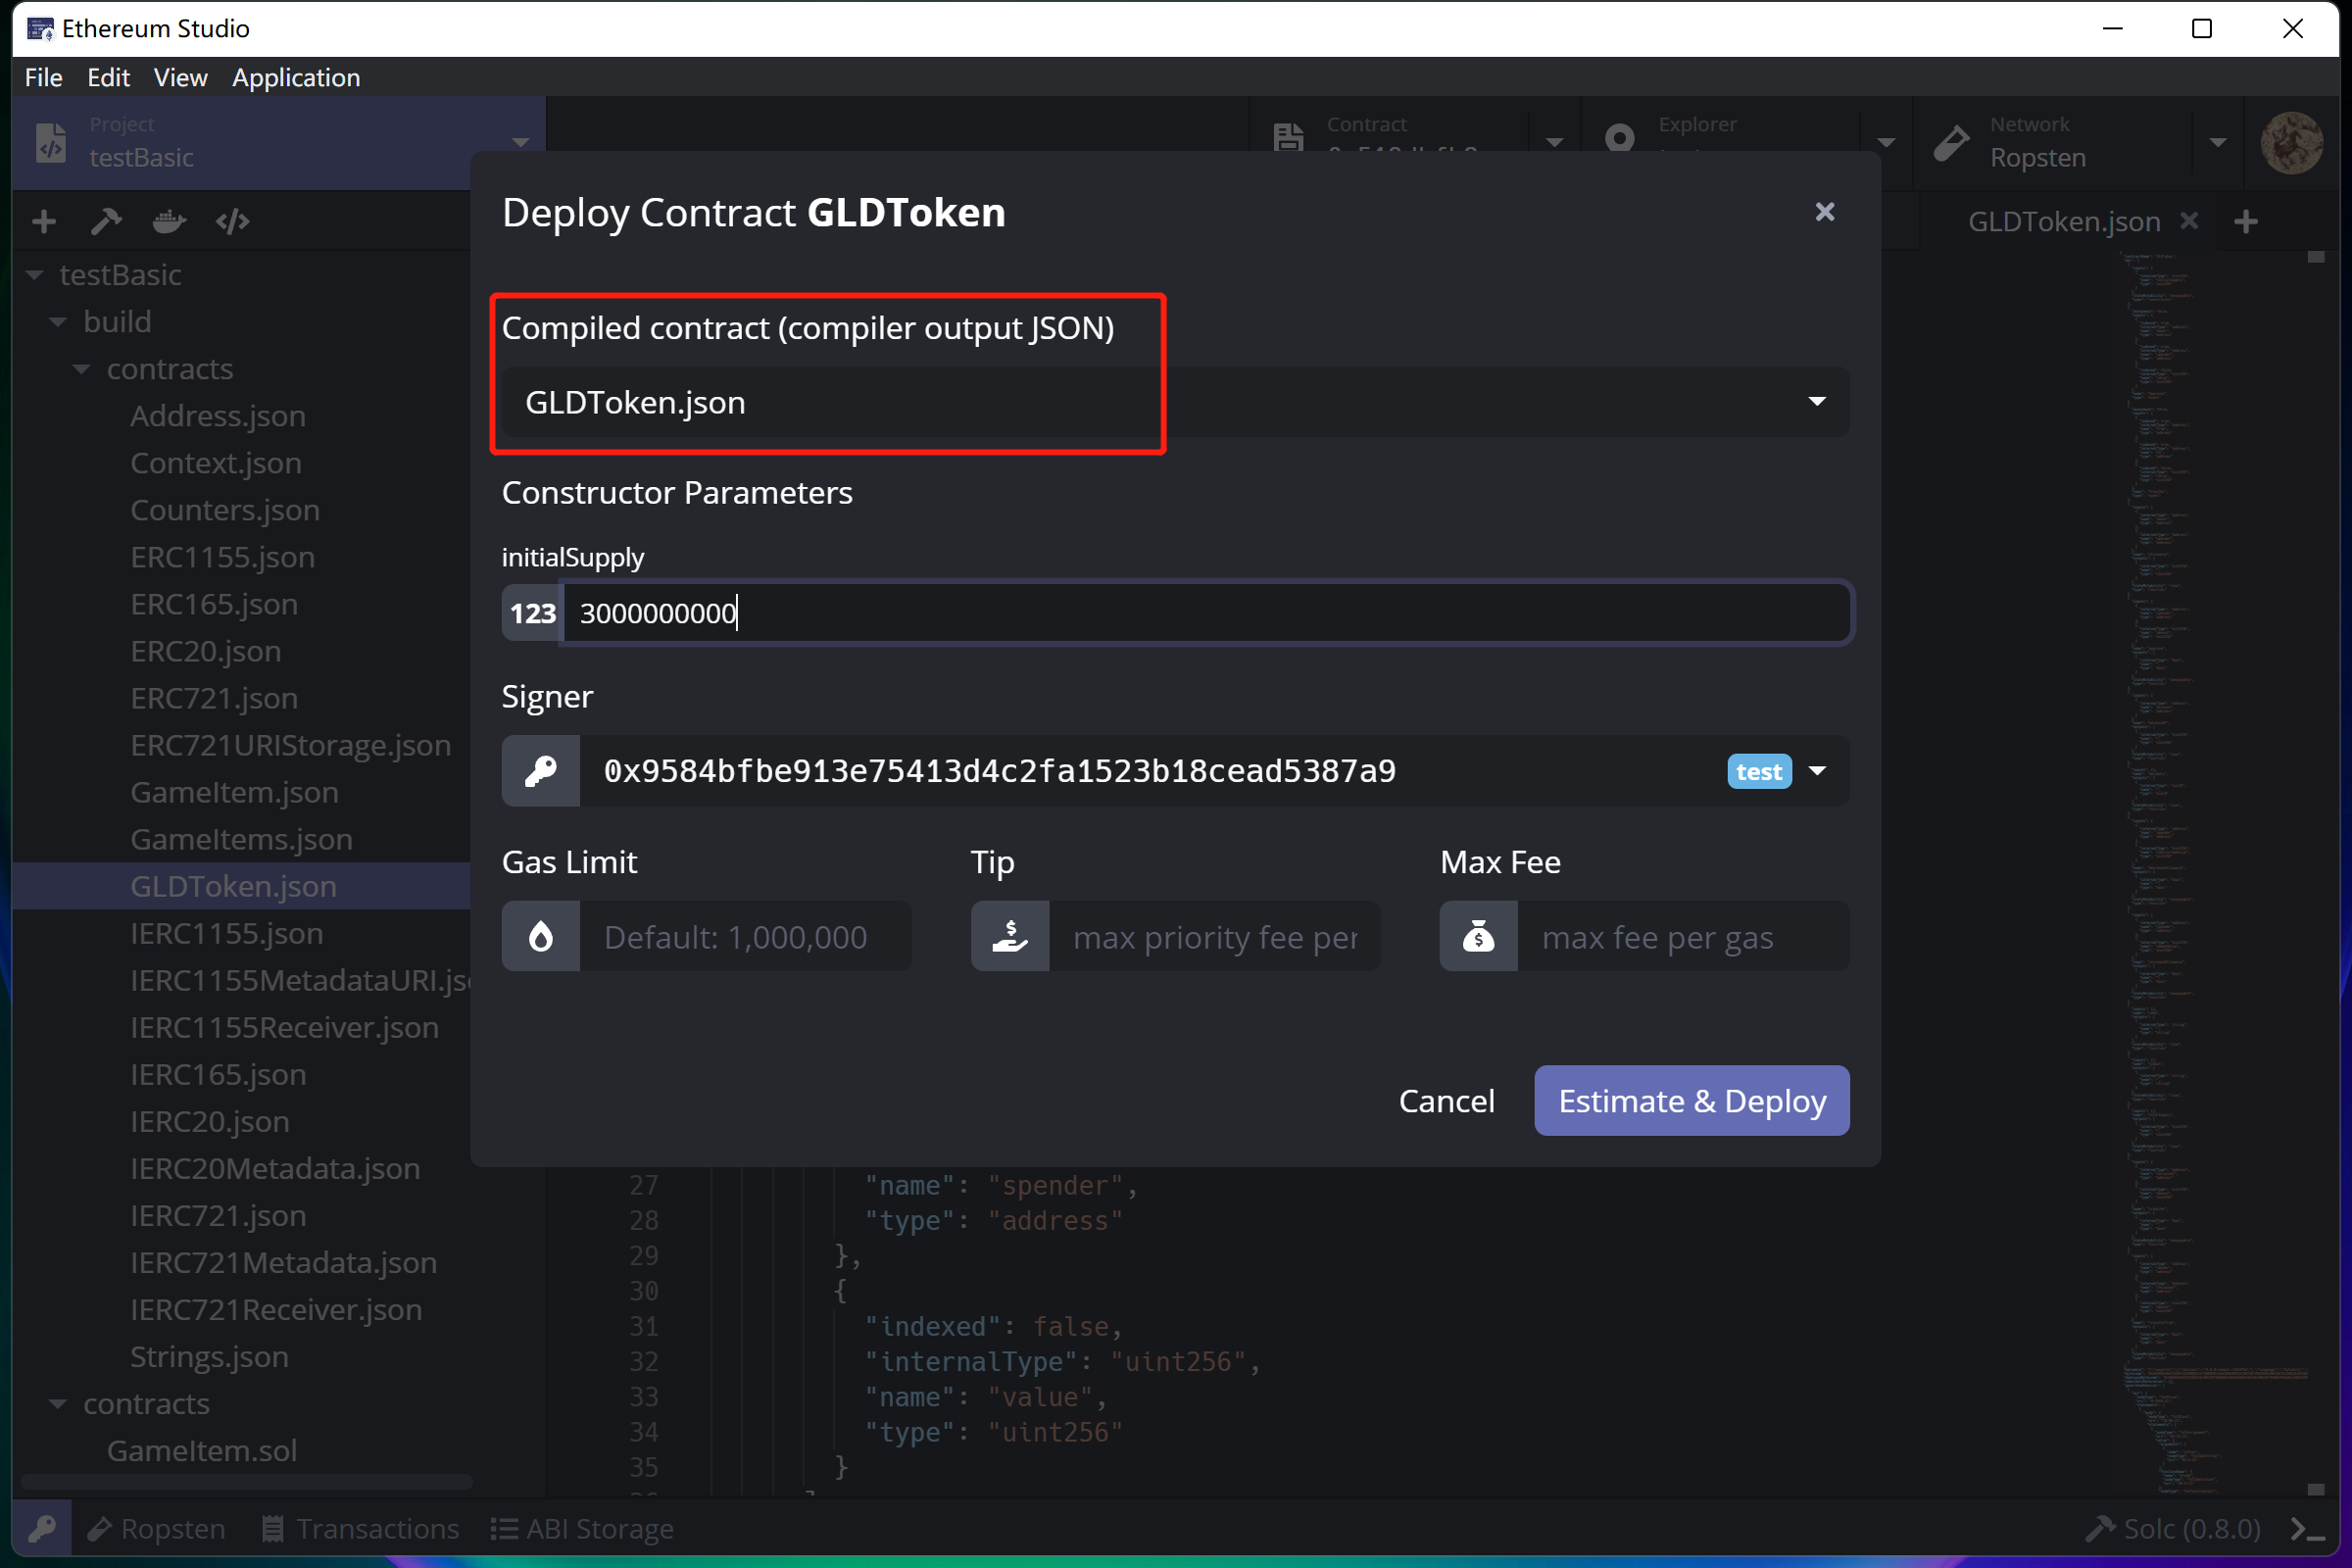 Ethereum Studio
File Edit View Application
Project
testBasic
Contract
Explorer
Network
Ropsten
GLDToken.json
testBasic
build
contracts
Address.json
Context.json
Counters.json
ERC1155.json
ERC165.json
ERC20.json
ERC721.json
ERC721URIStorage.json
GameItem.json
GameItems.json
GLDToken.json
IERC1155.json
IERC1155MetadataURI.js
IERC1155Receiver.json
IERC165.json
IERC20.json
IERC20Metadata.json
IERC721.json
IERC721Metadata.json
IERC721Receiver.json
Strings.json
contracts
GameItem.sol
Deploy Contract GLDToken
Compiled contract (compiler output JSON)
GLDToken.json
Constructor Parameters
initialSupply
123 3000000000
Signer
0x9584bfbe913e75413d4c2fa1523b18cead5387a9 test
Gas Limit Tip Max Fee
Default: 1,000,000 max priority fee per max fee per gas
Cancel Estimate & Deploy
27 "name": "spender",
28 "type": "address"
29 },
30 {
31 "indexed": false,
32 "internalType": "uint256",
33 "name": "value",
34 "type": "uint256"
35 }
Ropsten Transactions ABI Storage Solc (0.8.0)